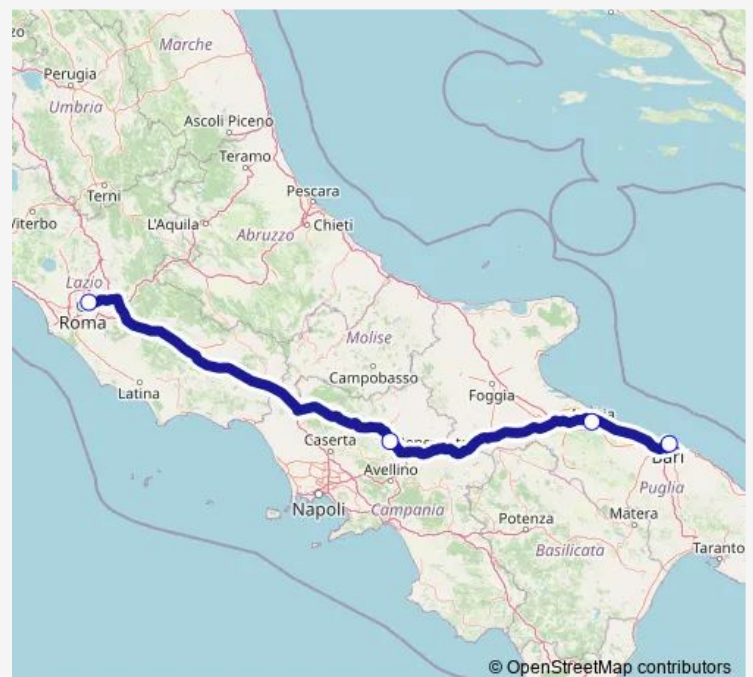 Marche
Perugia
Umbria
Ascoli Piceno
Teramo
Terni
Pescara
L'Aquila
Chieti
Abruzzo
Lazio
Roma
Molise
Latina
Campobasso
Foggia
Caserta
Bari
Avellino
Puglia
Napoli
Campania
Matera
Potenza
Basilicata
Taranto
© OpenStreetMap contributors